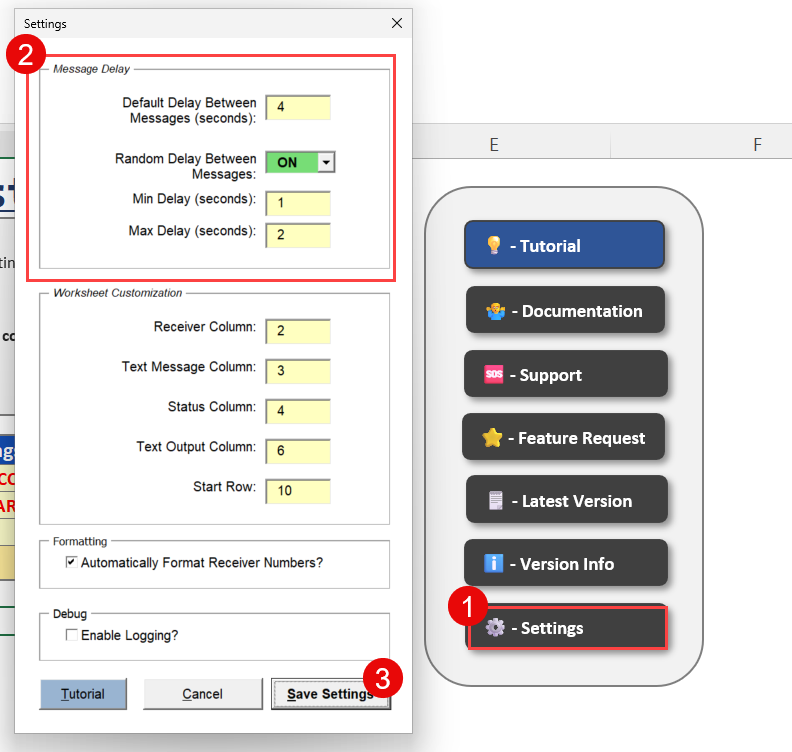 Settings
2
Message Delay
Default Delay Between
Messages (seconds):
4
Random Delay Between
Messages:
ON
Min Delay (seconds):
1
Max Delay (seconds):
2
Worksheet Customization
Receiver Column:
2
Text Message Column:
3
Status Column:
4
Text Output Column:
6
Start Row:
10
Formatting
Automatically Format Receiver Numbers?
Debug
Enable Logging?
Tutorial
Cancel
Save Settings
3
E
F
- Tutorial
- Documentation
SOS - Support
- Feature Request
- Latest Version
i - Version Info
1
- Settings